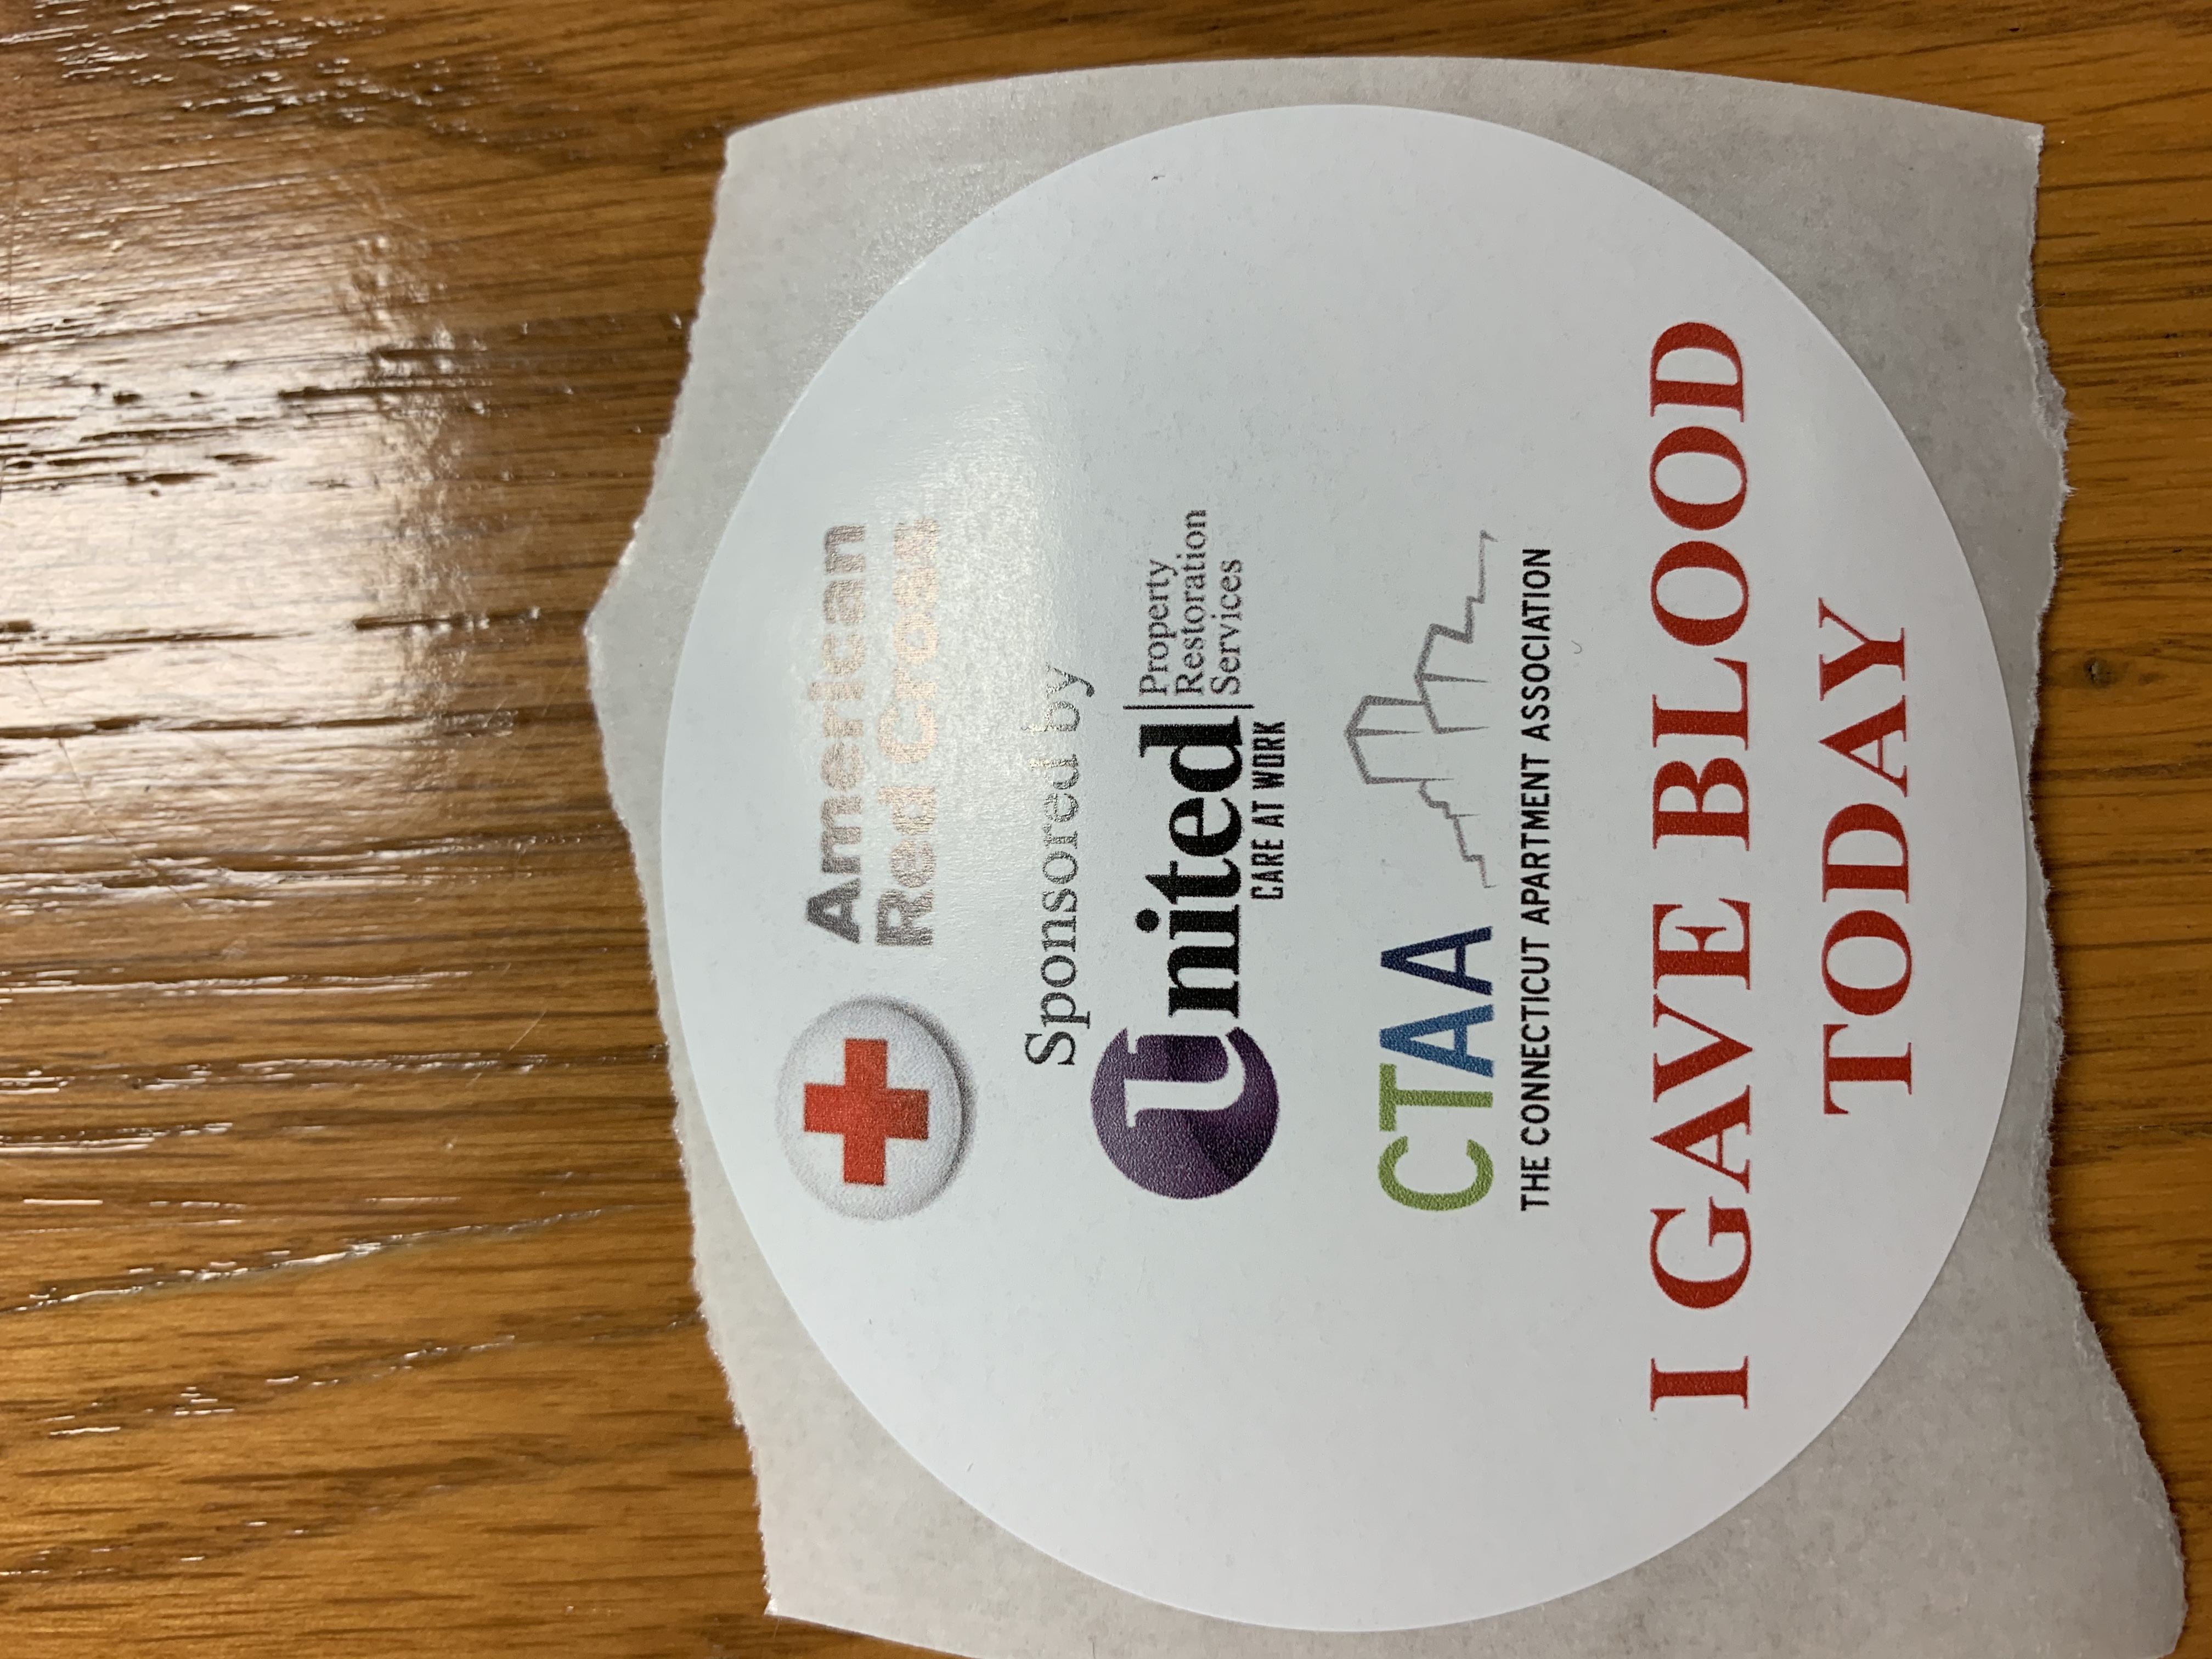 American
Red Cross
Sponsored by
United
Property
Restoration
Services
CARE AT WORK
CTAA
THE CONNECTICUT APARTMENT ASSOCIATION
I GAVE BLOOD
TODAY